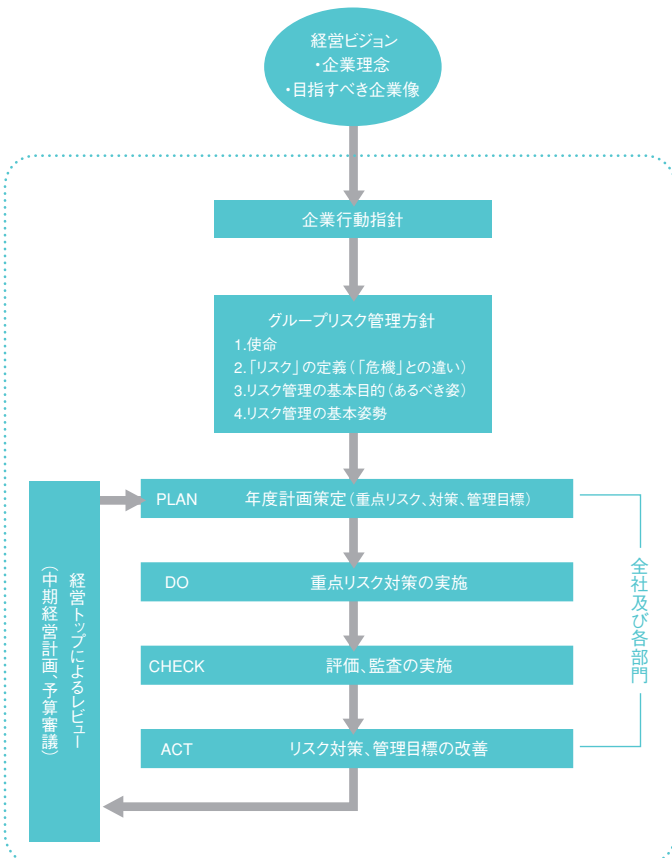 経営ビジョン
・企業理念
・目指すべき企業像
企業行動指針
グループリスク管理方針
1.使命
2.「リスク」の定義(「危機」との違い)
3.リスク管理の基本目的(あるべき姿)
4.リスク管理の基本姿勢
PLAN 年度計画策定(重点リスク、対策、管理目標)
DO 重点リスク対策の実施
CHECK 評価、監査の実施
ACT リスク対策、管理目標の改善
経営トップによるレビュー
(中期経営計画、予算審議)
全社及び各部門